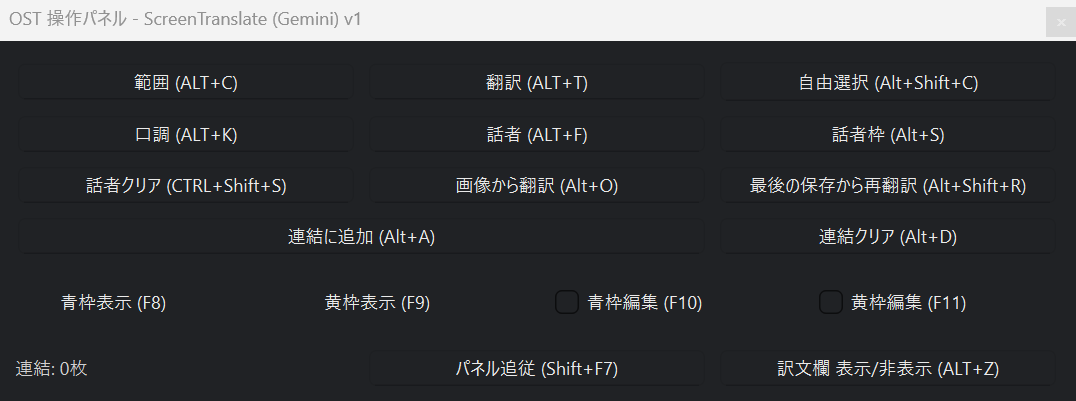 OST 操作パネル - ScreenTranslate (Gemini) v1
範囲 (ALT+C) 翻訳 (ALT+T) 自由選択 (Alt+Shift+C)
口調 (ALT+K) 話者 (ALT+F) 話者枠 (Alt+S)
話者クリア (CTRL+Shift+S) 画像から翻訳 (Alt+O) 最後の保存から再翻訳 (Alt+Shift+R)
連結に追加 (Alt+A) 連結クリア (Alt+D)
青枠表示 (F8) 黄枠表示 (F9) 青枠編集 (F10) 黄枠編集 (F11)
連結: 0枚 パネル追従 (Shift+F7) 訳文欄 表示/非表示 (ALT+Z)